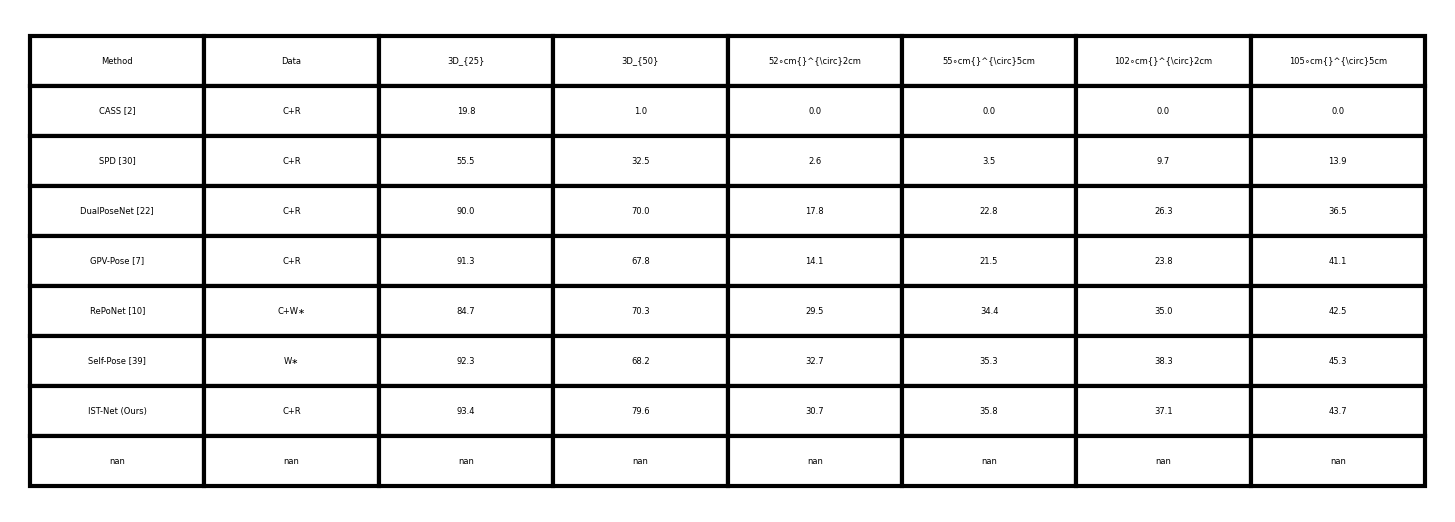 Method Data 3D_{25} 3D_{50} 52∘cm{}^{\circ}2cm 55∘cm{}^{\circ}5cm 102∘cm{}^{\circ}2cm 105∘cm{}^{\circ}5cm
CASS [2] C+R 19.8 1.0 0.0 0.0 0.0 0.0
SPD [30] C+R 55.5 32.5 2.6 3.5 9.7 13.9
DualPoseNet [22] C+R 90.0 70.0 17.8 22.8 26.3 36.5
GPV-Pose [7] C+R 91.3 67.8 14.1 21.5 23.8 41.1
RePoNet [10] C+W∗ 84.7 70.3 29.5 34.4 35.0 42.5
Self-Pose [39] W∗ 92.3 68.2 32.7 35.3 38.3 45.3
IST-Net (Ours) C+R 93.4 79.6 30.7 35.8 37.1 43.7
nan nan nan nan nan nan nan nan